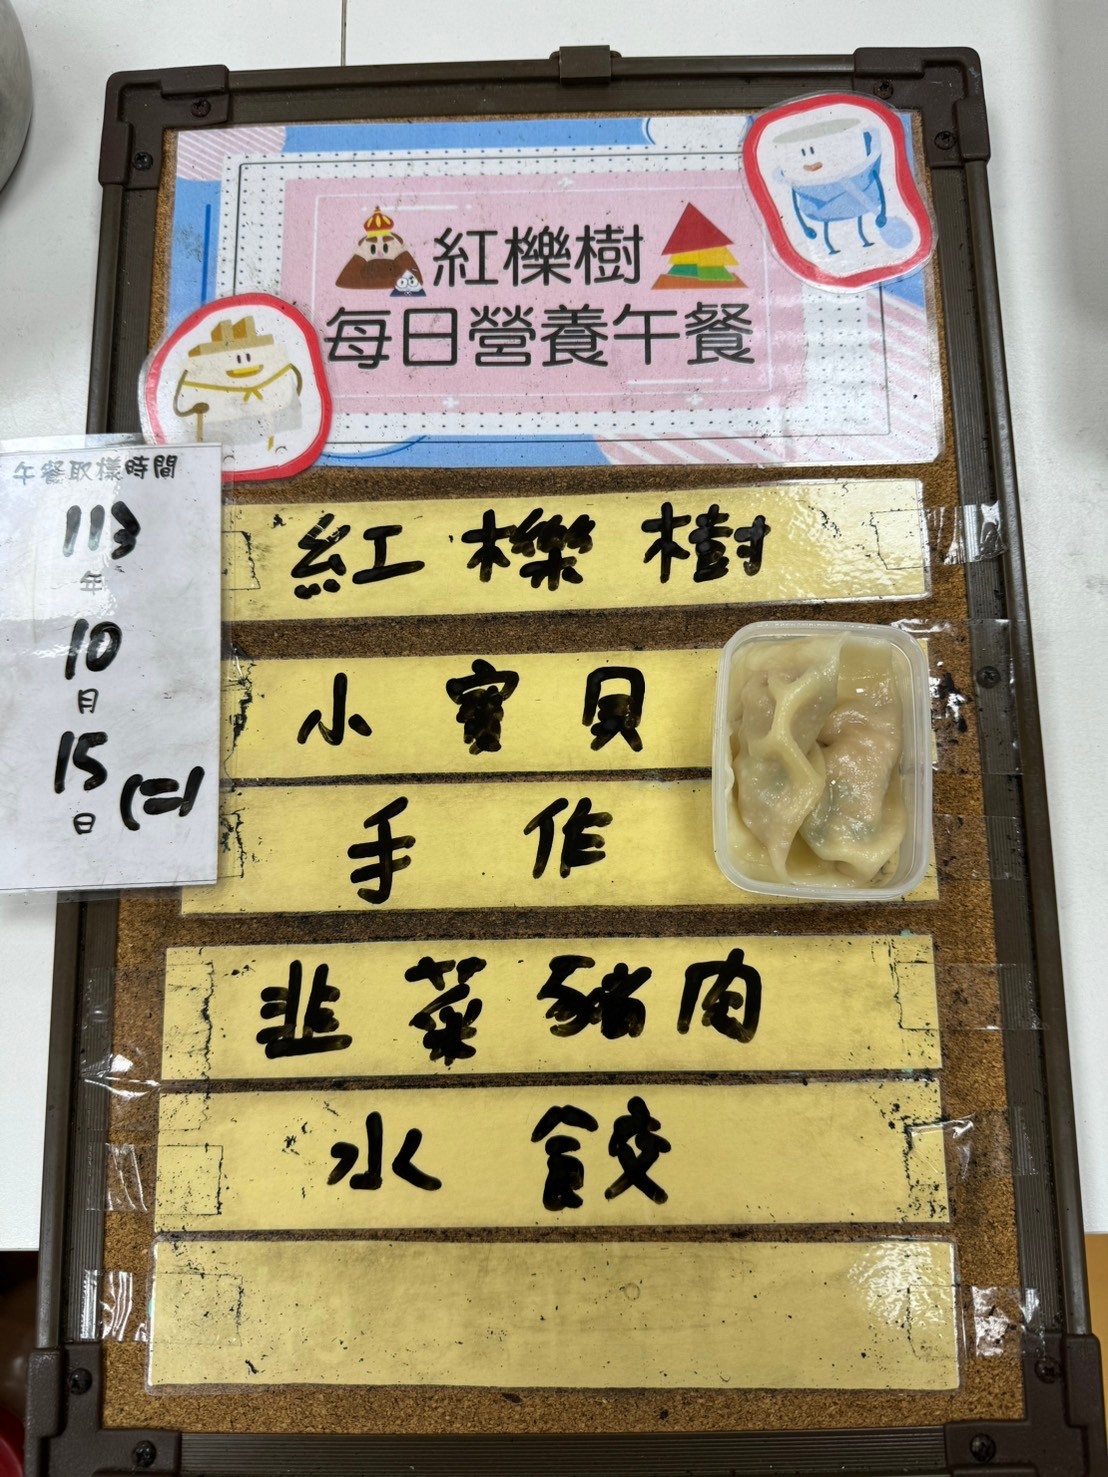 紅櫟樹
每日營養午餐
午餐取樣時間
113
年
10
月
15
日 (二)
紅櫟樹
小寶貝
手作
韭菜豬肉
水餃